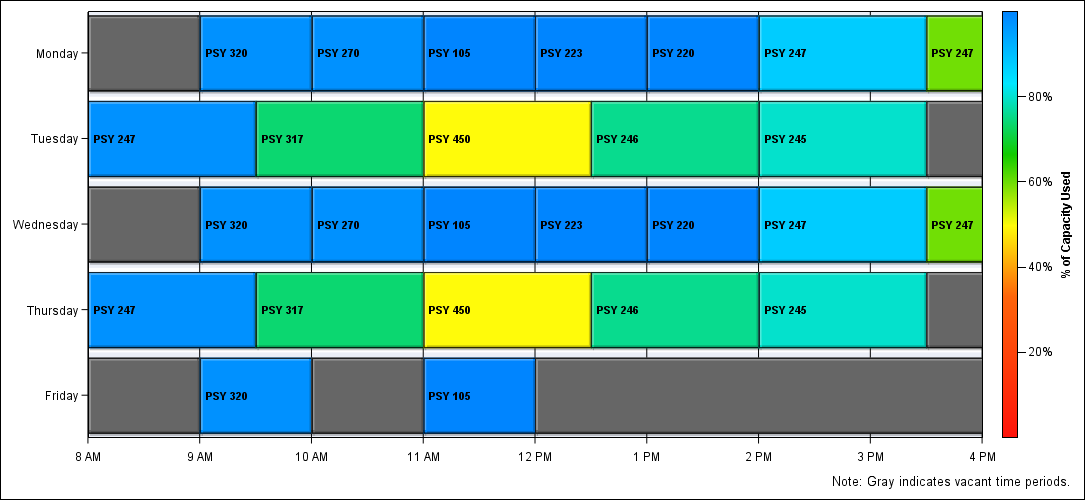 Monday PSY 320 PSY 270 PSY 105 PSY 223 PSY 220 PSY 247 PSY 247
Tuesday PSY 247 PSY 317 PSY 450 PSY 246 PSY 245
Wednesday PSY 320 PSY 270 PSY 105 PSY 223 PSY 220 PSY 247 PSY 247
Thursday PSY 247 PSY 317 PSY 450 PSY 246 PSY 245
Friday PSY 320 PSY 105
8 AM 9 AM 10 AM 11 AM 12 PM 1 PM 2 PM 3 PM 4 PM
80%
60%
40%
20%
% of Capacity Used
Note: Gray indicates vacant time periods.